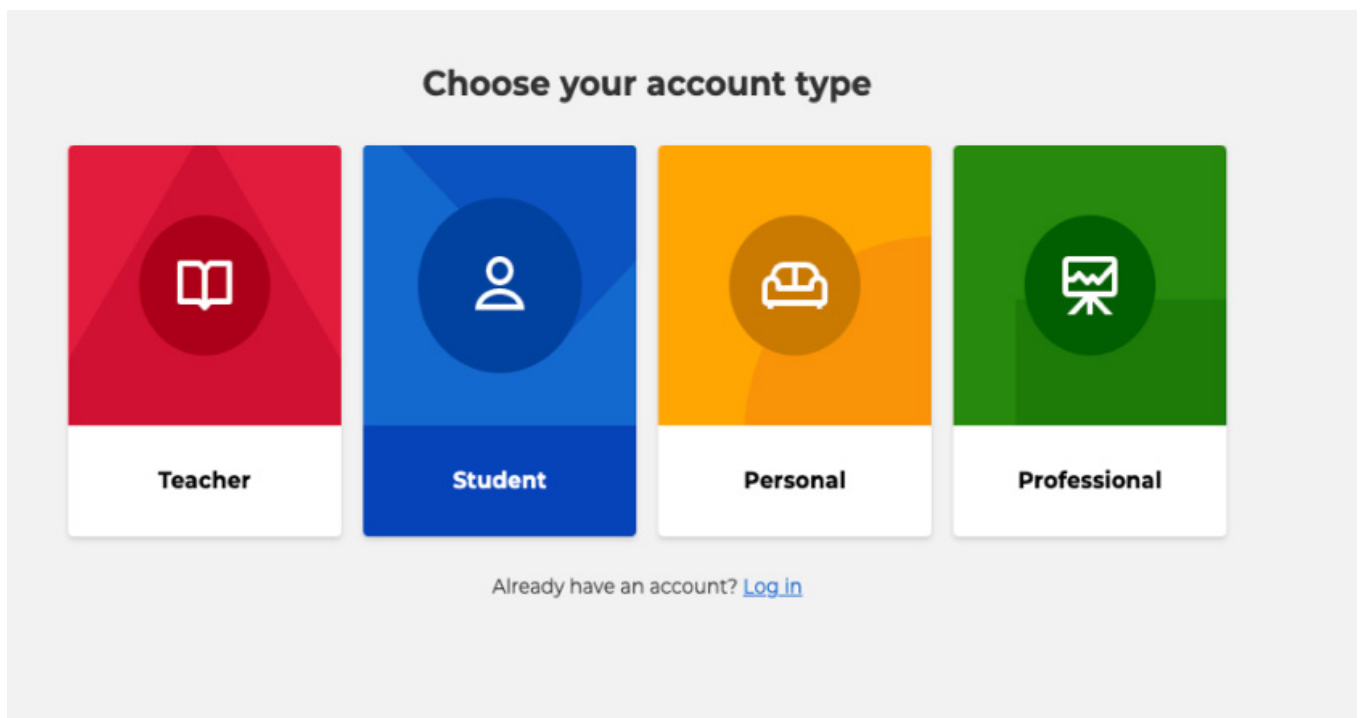 Choose your account type
Teacher
Student
Personal
Professional
Already have an account? Log in